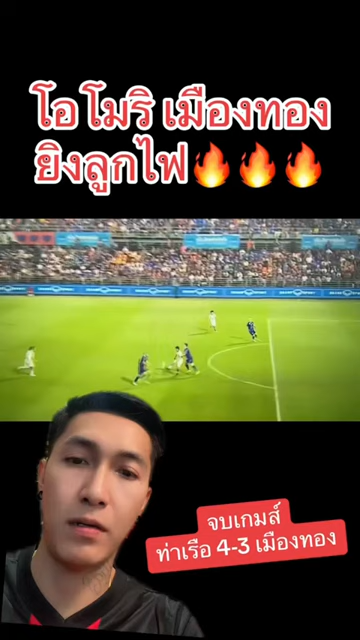 โอโมริ เมืองทอง
ยิงลูกไฟ🔥🔥🔥
จบเกมส์
ท่าเรือ 4-3 เมืองทอง